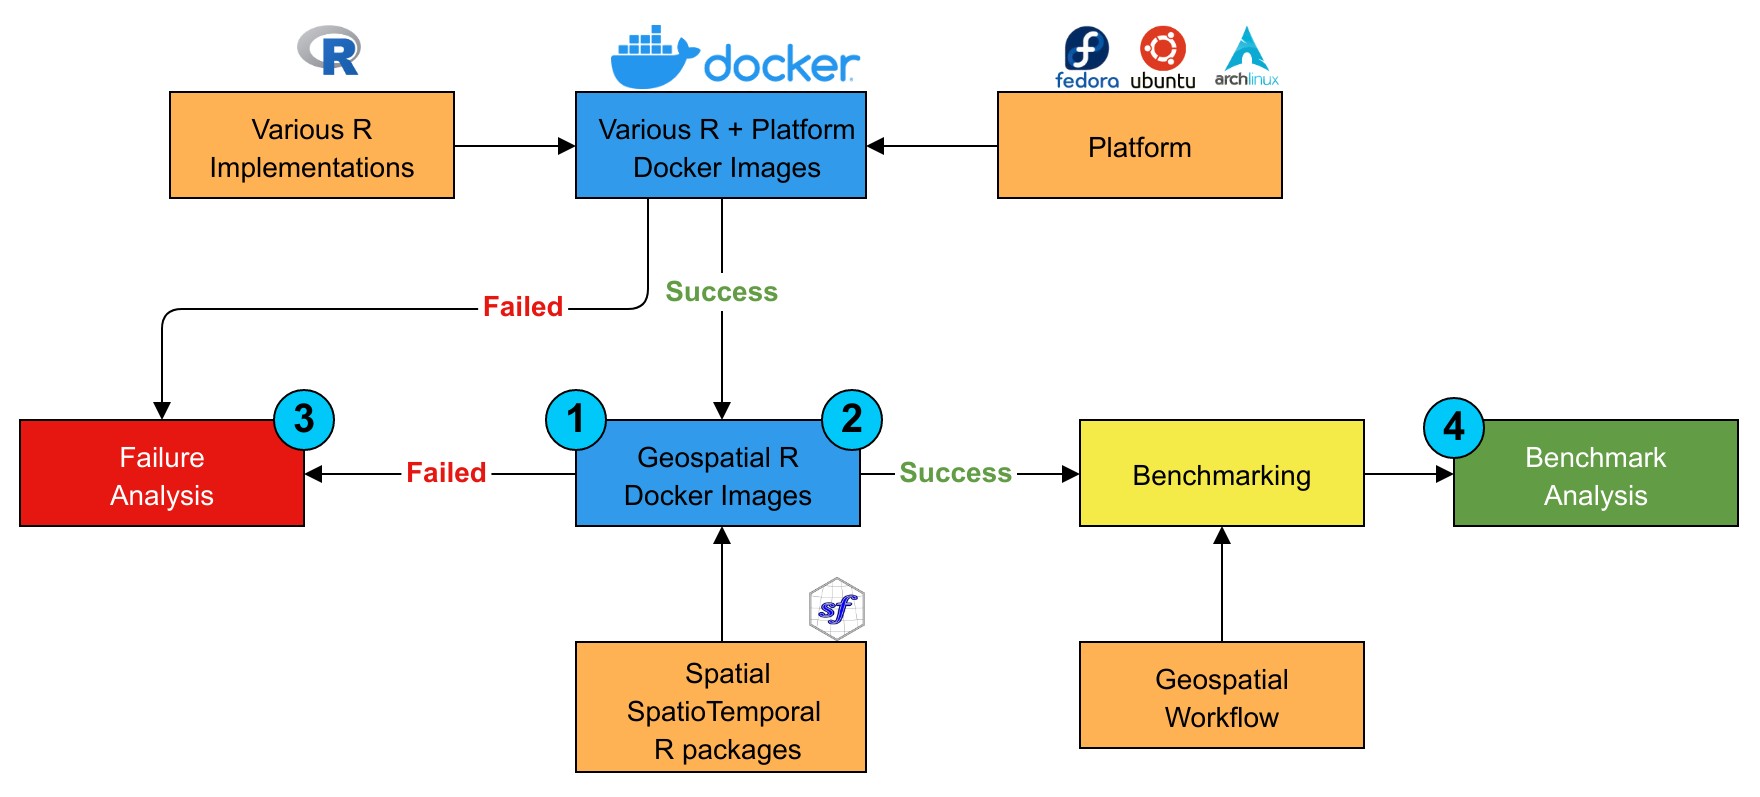 R
docker
fedora
ubuntu
archlinux
Various R
Implementations
Various R + Platform
Docker Images
Platform
Failed
Success
3
1
2
4
Failure
Analysis
Failed
Geospatial R
Docker Images
Success
Benchmarking
Benchmark
Analysis
sf
Spatial
SpatioTemporal
R packages
Geospatial
Workflow